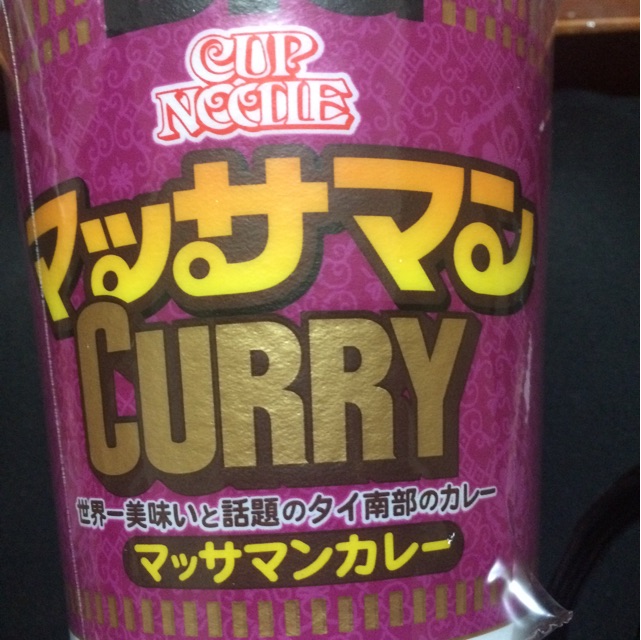 CUP
NOODLE
マッサマン
CURRY
世界一美味いと話題のタイ南部のカレー
マッサマンカレー